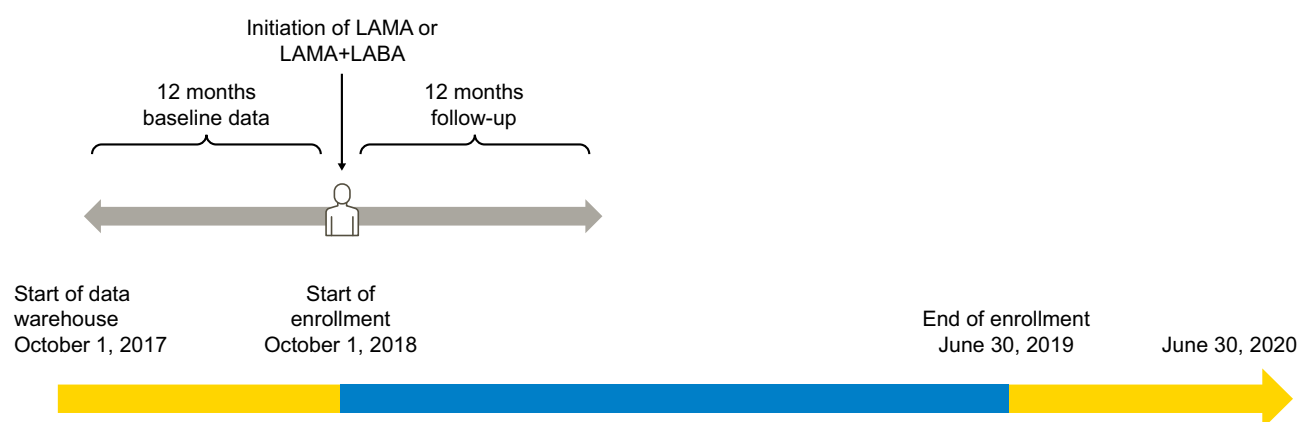 Initiation of LAMA or
LAMA+LABA
12 months
baseline data
12 months
follow-up
Start of data
warehouse
October 1, 2017
Start of
enrollment
October 1, 2018
End of enrollment
June 30, 2019
June 30, 2020